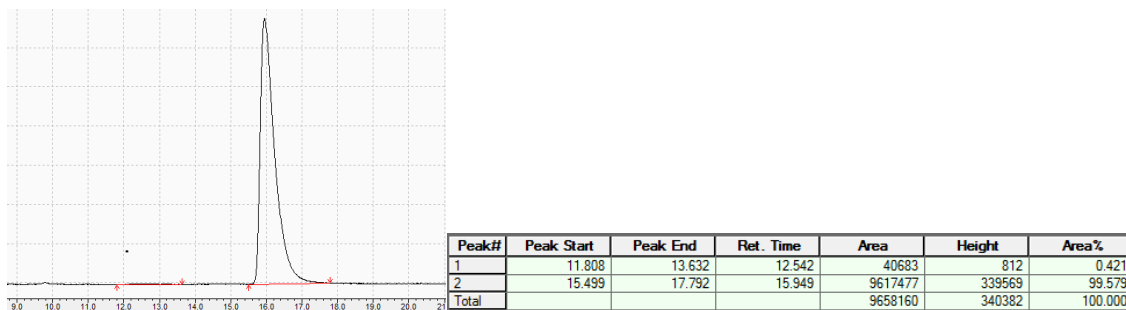 9.0 10.0 11.0 12.0 13.0 14.0 15.0 16.0 17.0 18.0 19.0 20.0 21
Peak# Peak Start Peak End Ret. Time Area Height Area%
1 11.808 13.632 12.542 40683 812 0.421
2 15.499 17.792 15.949 9617477 339569 99.579
Total 9658160 340382 100.000